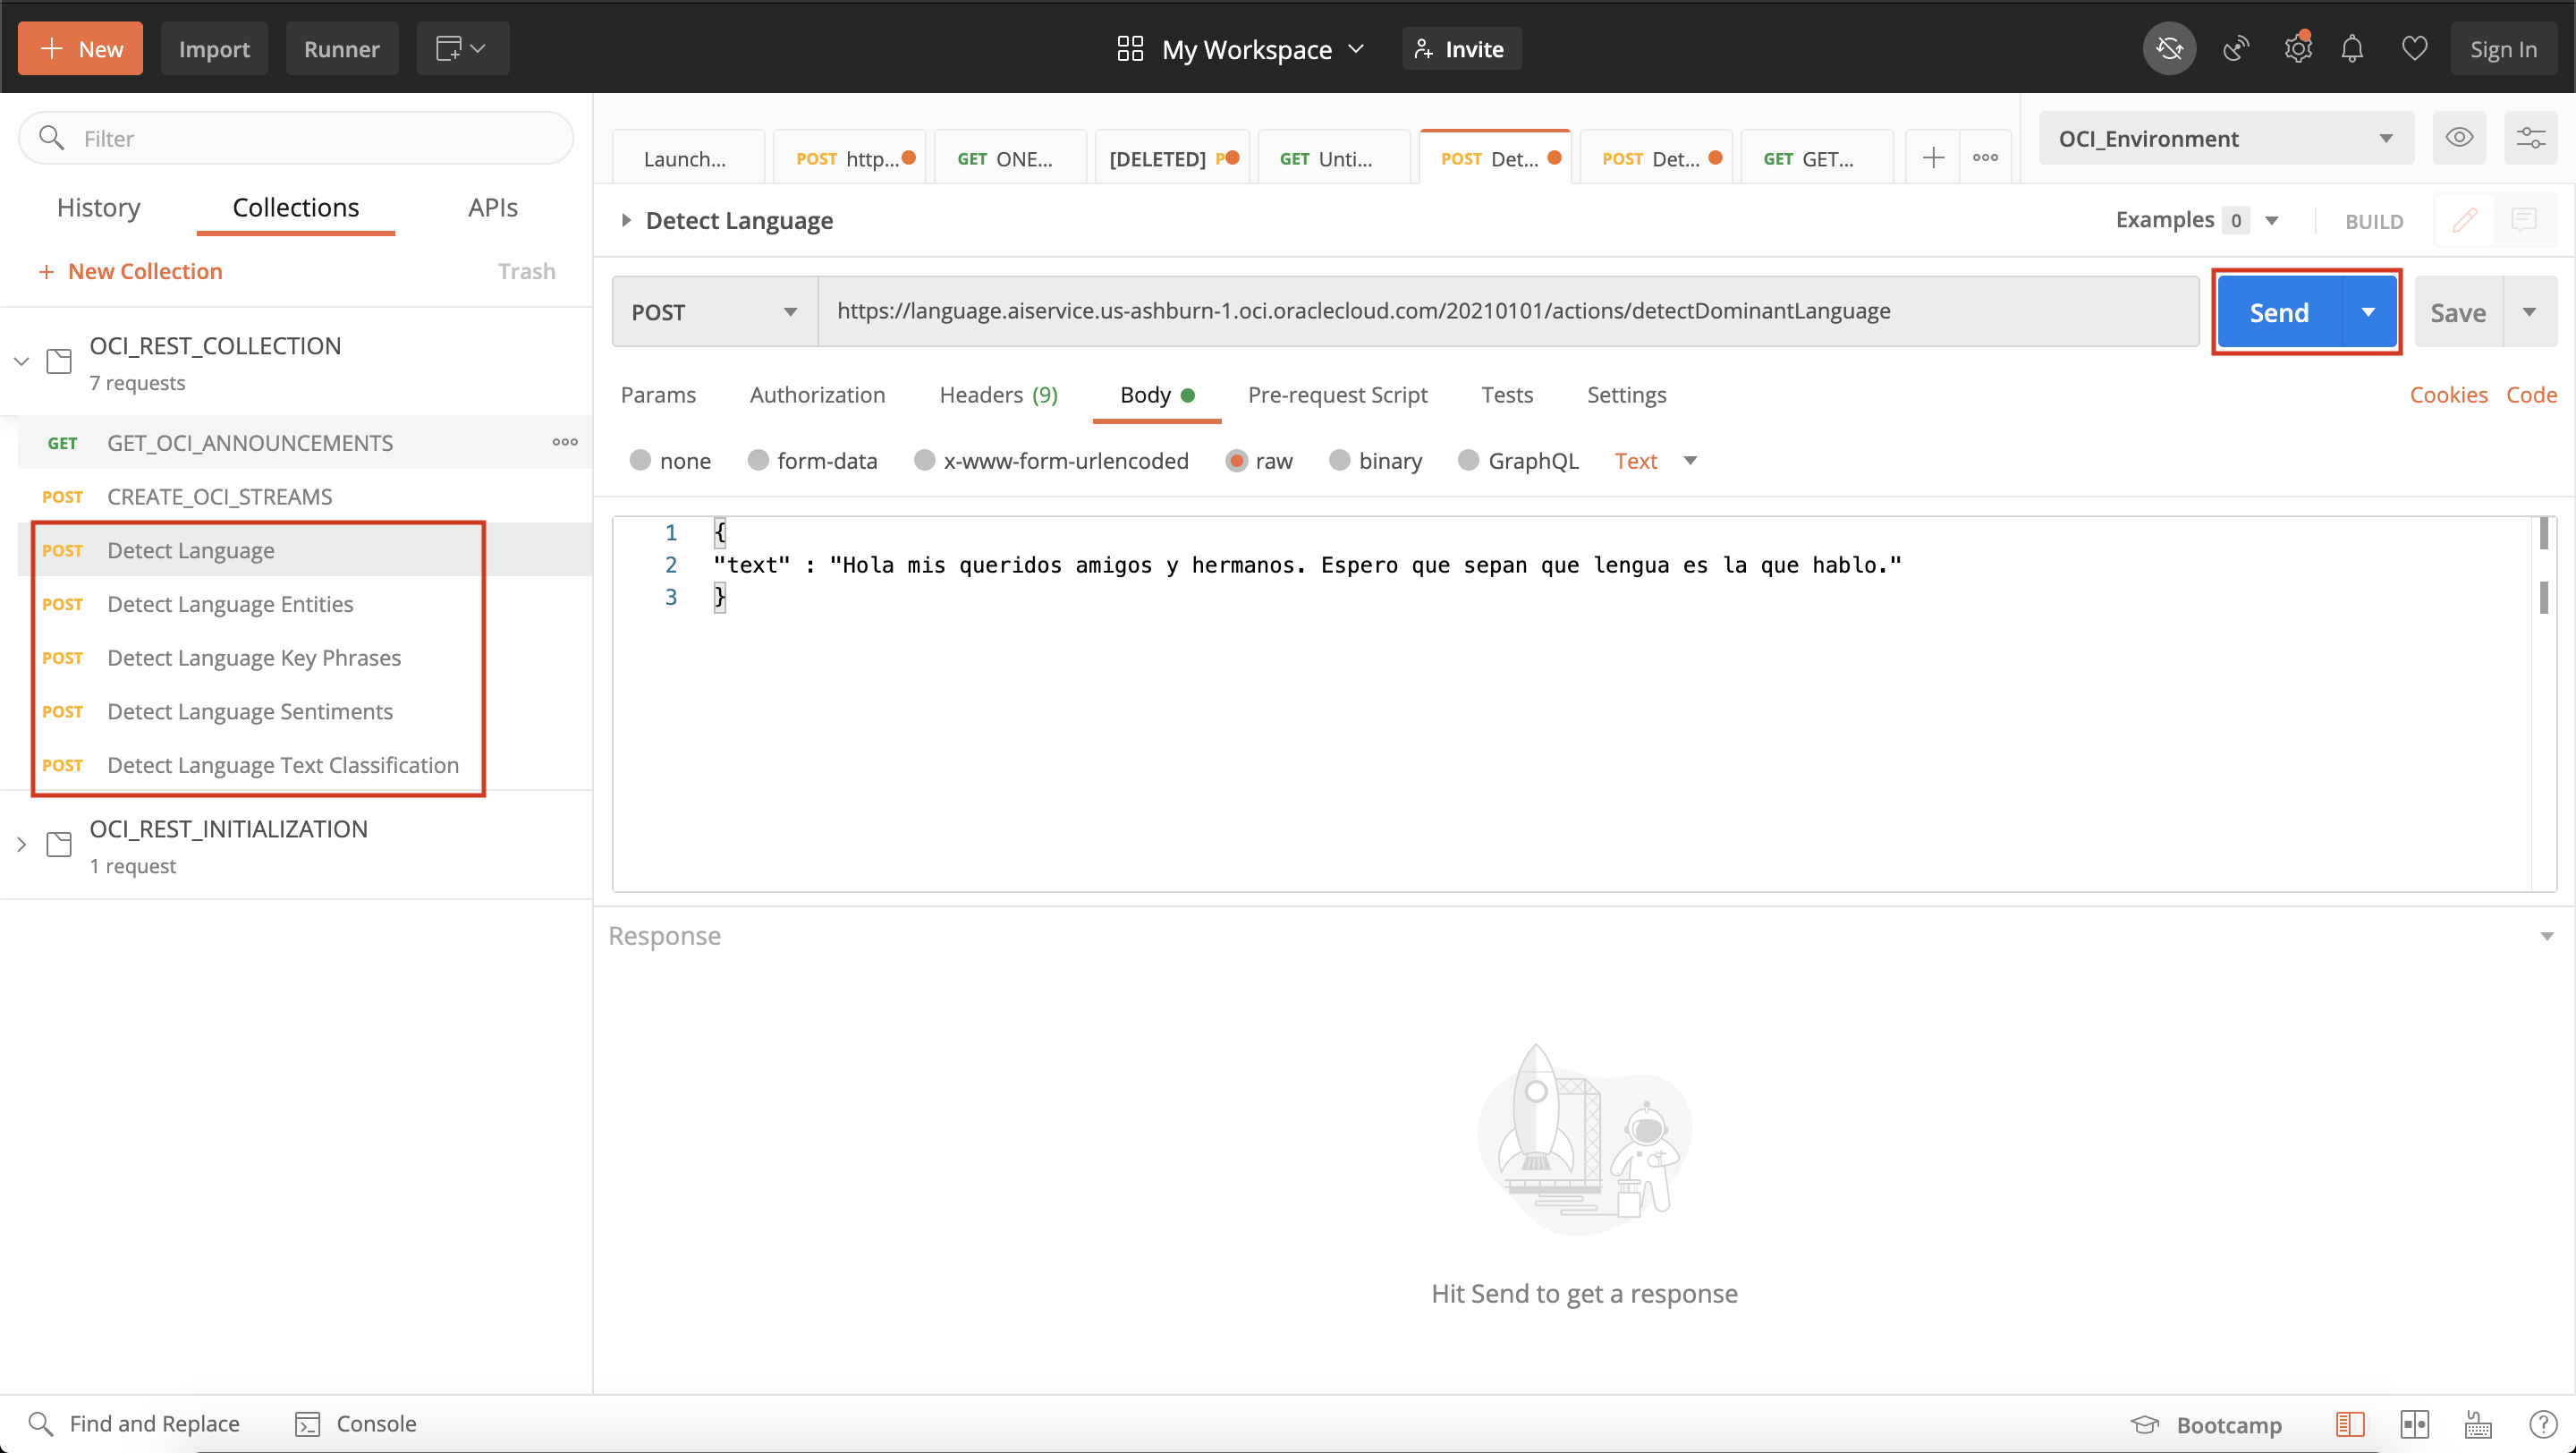 New
Import
Runner
My Workspace
Invite
Sign In
Filter
History
Collections
APIs
+ New Collection
Trash
OCI_REST_COLLECTION
7 requests
GET GET_OCI_ANNOUNCEMENTS
POST CREATE_OCI_STREAMS
POST Detect Language
POST Detect Language Entities
POST Detect Language Key Phrases
POST Detect Language Sentiments
POST Detect Language Text Classification
OCI_REST_INITIALIZATION
1 request
Launch...
POST http...
GET ONE...
[DELETED] P
GET Unti...
POST Det...
POST Det...
GET GET...
OCI_Environment
Detect Language
Examples 0
BUILD
POST
https://language.aiservice.us-ashburn-1.oci.oraclecloud.com/20210101/actions/detectDominantLanguage
Send
Save
Params
Authorization
Headers (9)
Body
Pre-request Script
Tests
Settings
Cookies
Code
none
form-data
x-www-form-urlencoded
raw
binary
GraphQL
Text
1 {
2 "text" : "Hola mis queridos amigos y hermanos. Espero que sepan que lengua es la que hablo."
3 }
Response
Hit Send to get a response
Find and Replace
Console
Bootcamp